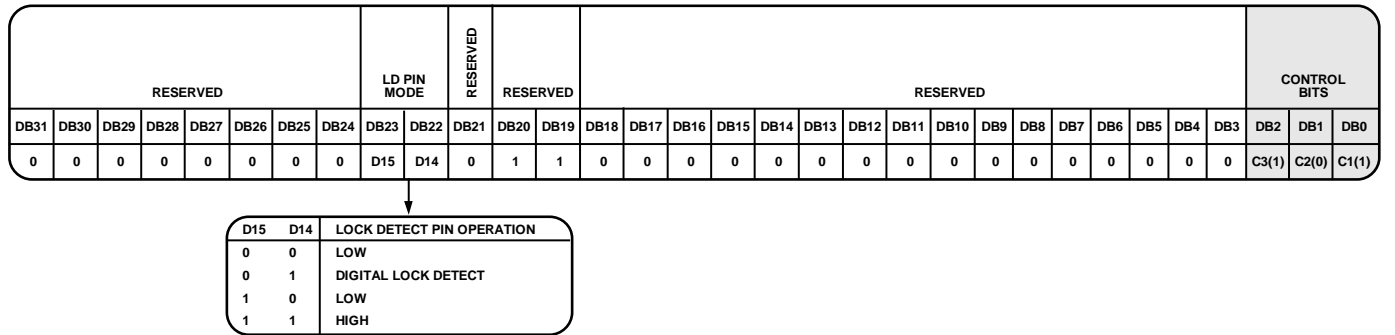 RESERVED LD PIN MODE RESERVED RESERVED RESERVED CONTROL BITS
DB31 DB30 DB29 DB28 DB27 DB26 DB25 DB24 DB23 DB22 DB21 DB20 DB19 DB18 DB17 DB16 DB15 DB14 DB13 DB12 DB11 DB10 DB9 DB8 DB7 DB6 DB5 DB4 DB3 DB2 DB1 DB0
0 0 0 0 0 0 0 0 D15 D14 0 1 1 0 0 0 0 0 0 0 0 0 0 0 0 0 0 0 0 C3(1) C2(0) C1(1)
D15 D14 LOCK DETECT PIN OPERATION
0 0 LOW
0 1 DIGITAL LOCK DETECT
1 0 LOW
1 1 HIGH